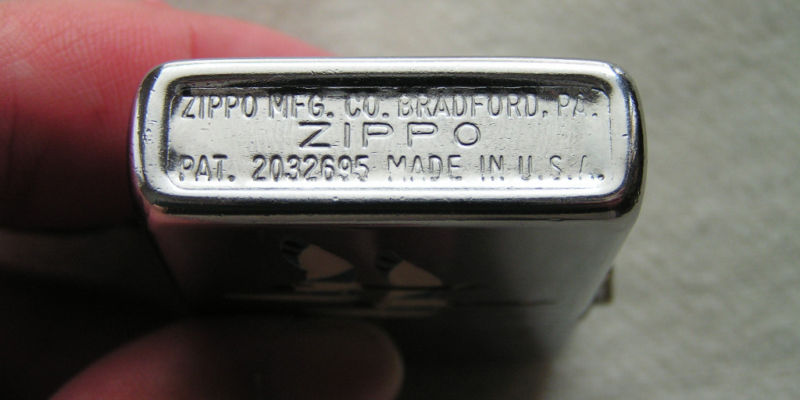 ZIPPO MFG. CO. BRADFORD, PA.
ZIPPO
PAT. 2032695 MADE IN U.S.A.